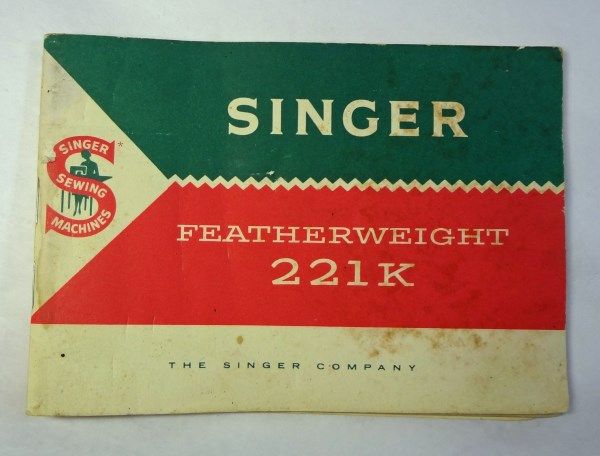 SINGER
SINGER *
SEWING
MACHINES
FEATHERWEIGHT
221K
THE SINGER COMPANY